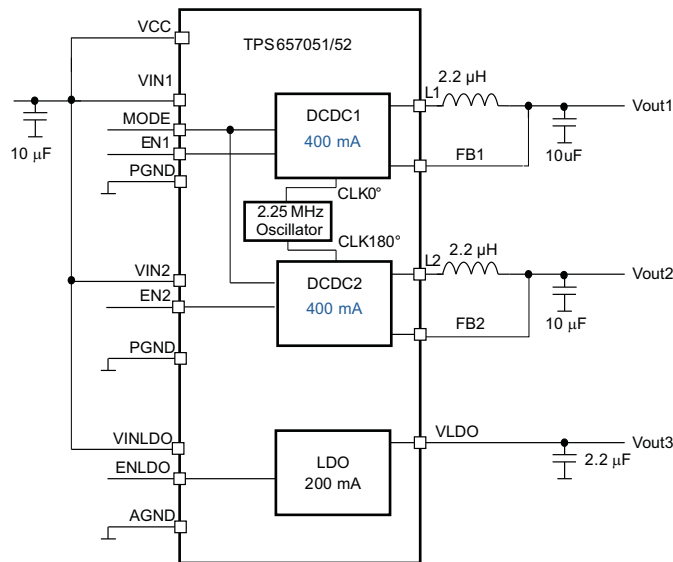 VCC
TPS657051/52
VIN1
L1
2.2 μH
Vout1
MODE
DCDC1
400 mA
10 μF
EN1
FB1
10uF
PGND
CLK0°
2.25 MHz
Oscillator
CLK180°
VIN2
L2
2.2 μH
Vout2
DCDC2
400 mA
EN2
FB2
10 μF
PGND
VINLDO
VLDO
Vout3
LDO
200 mA
2.2 μF
ENLDO
AGND